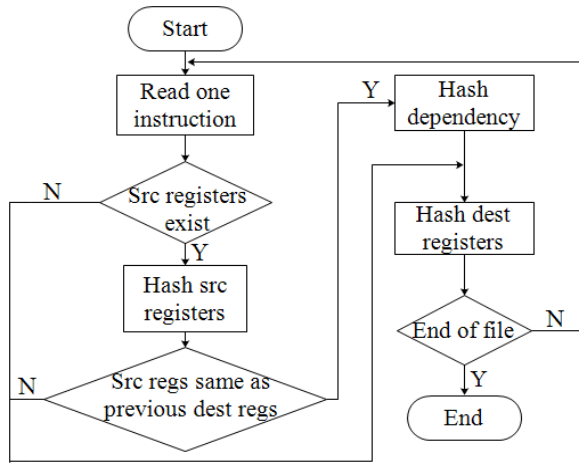 Start
Read one
instruction
N
Src registers
exist
Y
Hash src
registers
N
Src regs same as
previous dest regs
Y
Hash
dependency
Hash dest
registers
End of file
N
Y
End